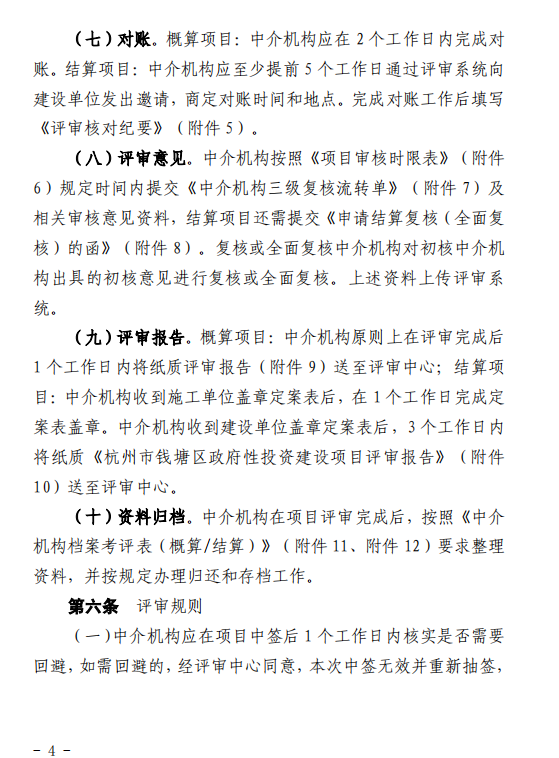 （七）对账。概算项目：中介机构应在 2 个工作日内完成对
账。结算项目：中介机构应至少提前 5 个工作日通过评审系统向
建设单位发出邀请，商定对账时间和地点。完成对账工作后填写
《评审核对纪要》（附件 5）。
（八）评审意见。中介机构按照《项目审核时限表》（附件
6）规定时间内提交《中介机构三级复核流转单》（附件 7）及
相关审核意见资料，结算项目还需提交《申请结算复核（全面复
核）的函》（附件 8）。复核或全面复核中介机构对初核中介机
构出具的初核意见进行复核或全面复核。上述资料上传评审系
统。
（九）评审报告。概算项目：中介机构原则上在评审完成后
1 个工作日内将纸质评审报告（附件 9）送至评审中心；结算项
目：中介机构收到施工单位盖章定案表后，在 1 个工作日完成定
案表盖章。中介机构收到建设单位盖章定案表后，3 个工作日内
将纸质《杭州市钱塘区政府性投资建设项目评审报告》（附件
10）送至评审中心。
（十）资料归档。中介机构在项目评审完成后，按照《中介
机构档案考评表（概算/结算）》（附件 11、附件 12）要求整理
资料，并按规定办理归还和存档工作。
第六条 评审规则
（一）中介机构应在项目中签后 1 个工作日内核实是否需要
回避，如需回避的，经评审中心同意，本次中签无效并重新抽签，
- 4 -